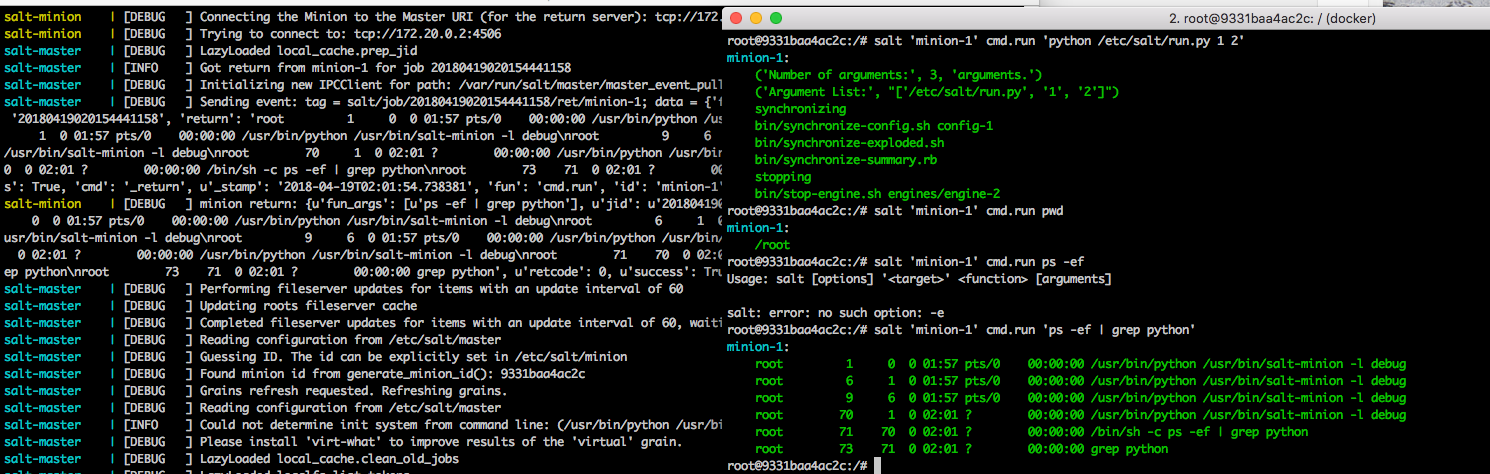 salt-minion    | [DEBUG   ] Connecting the Minion to the Master URI (for the return server): tcp://172.
salt-minion    | [DEBUG   ] Trying to connect to: tcp://172.20.0.2:4506
salt-master    | [DEBUG   ] LazyLoaded local_cache.prep_jid
salt-master    | [INFO    ] Got return from minion-1 for job 20180419020154441158
salt-master    | [DEBUG   ] Initializing new IPCClient for path: /var/run/salt/master/master_event_pull
salt-master    | [DEBUG   ] Sending event: tag = salt/job/20180419020154441158/ret/minion-1; data = {'f
 '20180419020154441158', 'return': 'root         1     0  0 01:57 pts/0    00:00:00 /usr/bin/python /us
     1  0 01:57 pts/0    00:00:00 /usr/bin/python /usr/bin/salt-minion -l debug\nroot         9     6
/usr/bin/salt-minion -l debug\nroot        70     1  0 02:01 ?        00:00:00 /usr/bin/python /usr/bin/
0  0 02:01 ?        00:00:00 /bin/sh -c ps -ef | grep python\nroot        73    71  0 02:01 ?        00
s': True, 'cmd': '_return', u'_stamp': '2018-04-19T02:01:54.738381', 'fun': 'cmd.run', 'id': 'minion-1'
salt-minion    | [DEBUG   ] minion return: {u'fun_args': [u'ps -ef | grep python'], u'jid': u'201804190
     0  0 01:57 pts/0    00:00:00 /usr/bin/python /usr/bin/salt-minion -l debug\nroot         6     1  0
usr/bin/salt-minion -l debug\nroot         9     6  0 01:57 pts/0    00:00:00 /usr/bin/python /usr/bin/
  0 02:01 ?        00:00:00 /usr/bin/python /usr/bin/salt-minion -l debug\nroot        71    70  0 02:0
ep python\nroot        73    71  0 02:01 ?        00:00:00 grep python', u'retcode': 0, u'success': Tru
salt-master    | [DEBUG   ] Performing fileserver updates for items with an update interval of 60
salt-master    | [DEBUG   ] Updating roots fileserver cache
salt-master    | [DEBUG   ] Completed fileserver updates for items with an update interval of 60, waiti
salt-master    | [DEBUG   ] Reading configuration from /etc/salt/master
salt-master    | [DEBUG   ] Guessing ID. The id can be explicitly set in /etc/salt/minion
salt-master    | [DEBUG   ] Found minion id from generate_minion_id(): 9331baa4ac2c
salt-master    | [DEBUG   ] Grains refresh requested. Refreshing grains.
salt-master    | [DEBUG   ] Reading configuration from /etc/salt/master
salt-master    | [INFO    ] Could not determine init system from command line: (/usr/bin/python /usr/bi
salt-master    | [DEBUG   ] Please install 'virt-what' to improve results of the 'virtual' grain.
salt-master    | [DEBUG   ] LazyLoaded local_cache.clean_old_jobs
2. root@9331baa4ac2c: / (docker)
root@9331baa4ac2c:/# salt 'minion-1' cmd.run 'python /etc/salt/run.py 1 2'
minion-1:
    ('Number of arguments:', 3, 'arguments.')
    ('Argument List:', "['/etc/salt/run.py', '1', '2']")
    synchronizing
    bin/synchronize-config.sh config-1
    bin/synchronize-exploded.sh
    bin/synchronize-summary.rb
    stopping
    bin/stop-engine.sh engines/engine-2
root@9331baa4ac2c:/# salt 'minion-1' cmd.run pwd
minion-1:
    /root
root@9331baa4ac2c:/# salt 'minion-1' cmd.run ps -ef
Usage: salt [options] '<target>' <function> [arguments]
salt: error: no such option: -e
root@9331baa4ac2c:/# salt 'minion-1' cmd.run 'ps -ef | grep python'
minion-1:
    root         1     0  0 01:57 pts/0    00:00:00 /usr/bin/python /usr/bin/salt-minion -l debug
    root         6     1  0 01:57 pts/0    00:00:00 /usr/bin/python /usr/bin/salt-minion -l debug
    root         9     6  0 01:57 pts/0    00:00:00 /usr/bin/python /usr/bin/salt-minion -l debug
    root        70     1  0 02:01 ?        00:00:00 /usr/bin/python /usr/bin/salt-minion -l debug
    root        71    70  0 02:01 ?        00:00:00 /bin/sh -c ps -ef | grep python
    root        73    71  0 02:01 ?        00:00:00 grep python
root@9331baa4ac2c:/#